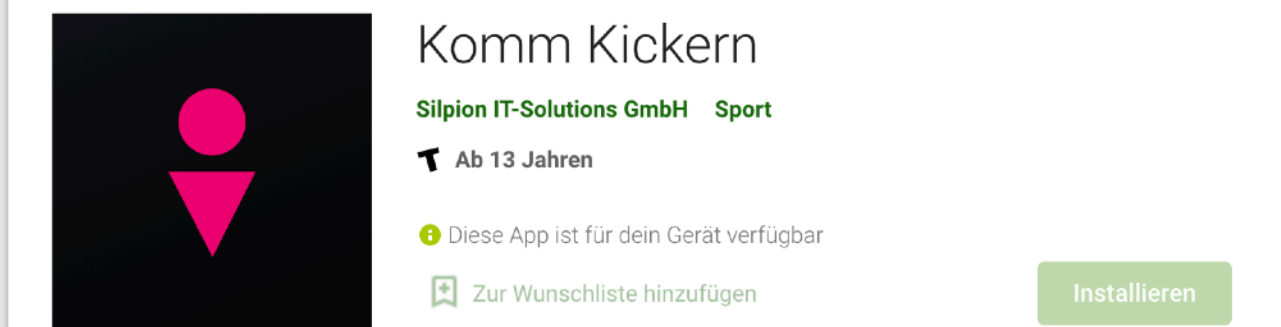 Komm Kickern
Silpion IT-Solutions GmbH Sport
T Ab 13 Jahren
Diese App ist für dein Gerät verfügbar
Zur Wunschliste hinzufügen
Installieren